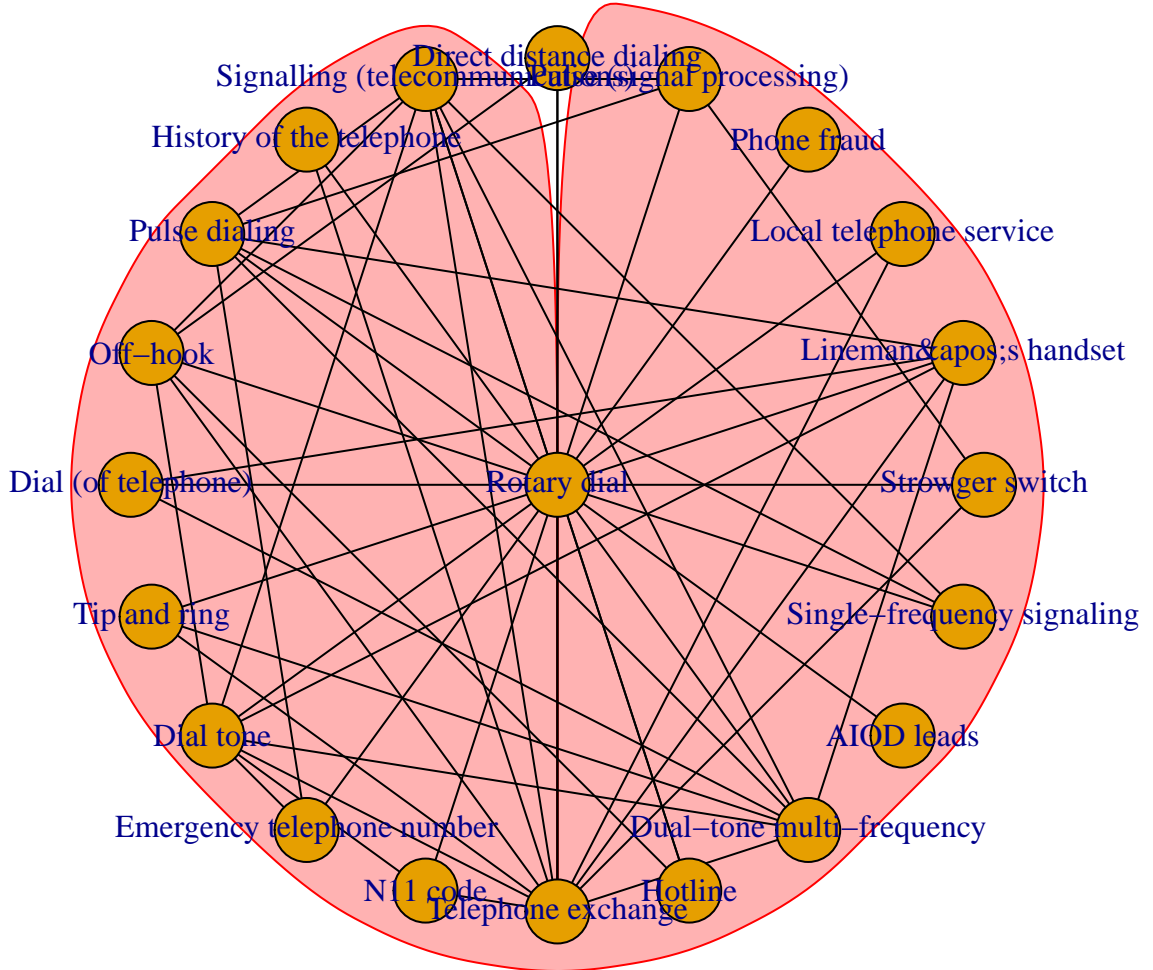 Direct distance dialing
Signalling (telecommunications)
Pulse (signal processing)
History of the telephone
Phone fraud
Pulse dialing
Local telephone service
Off−hook
Lineman&apos;s handset
Dial (of telephone)
Rotary dial
Strowger switch
Tip and ring
Single−frequency signaling
Dial tone
AIOD leads
Emergency telephone number
Dual−tone multi−frequency
N11 code
Hotline
Telephone exchange